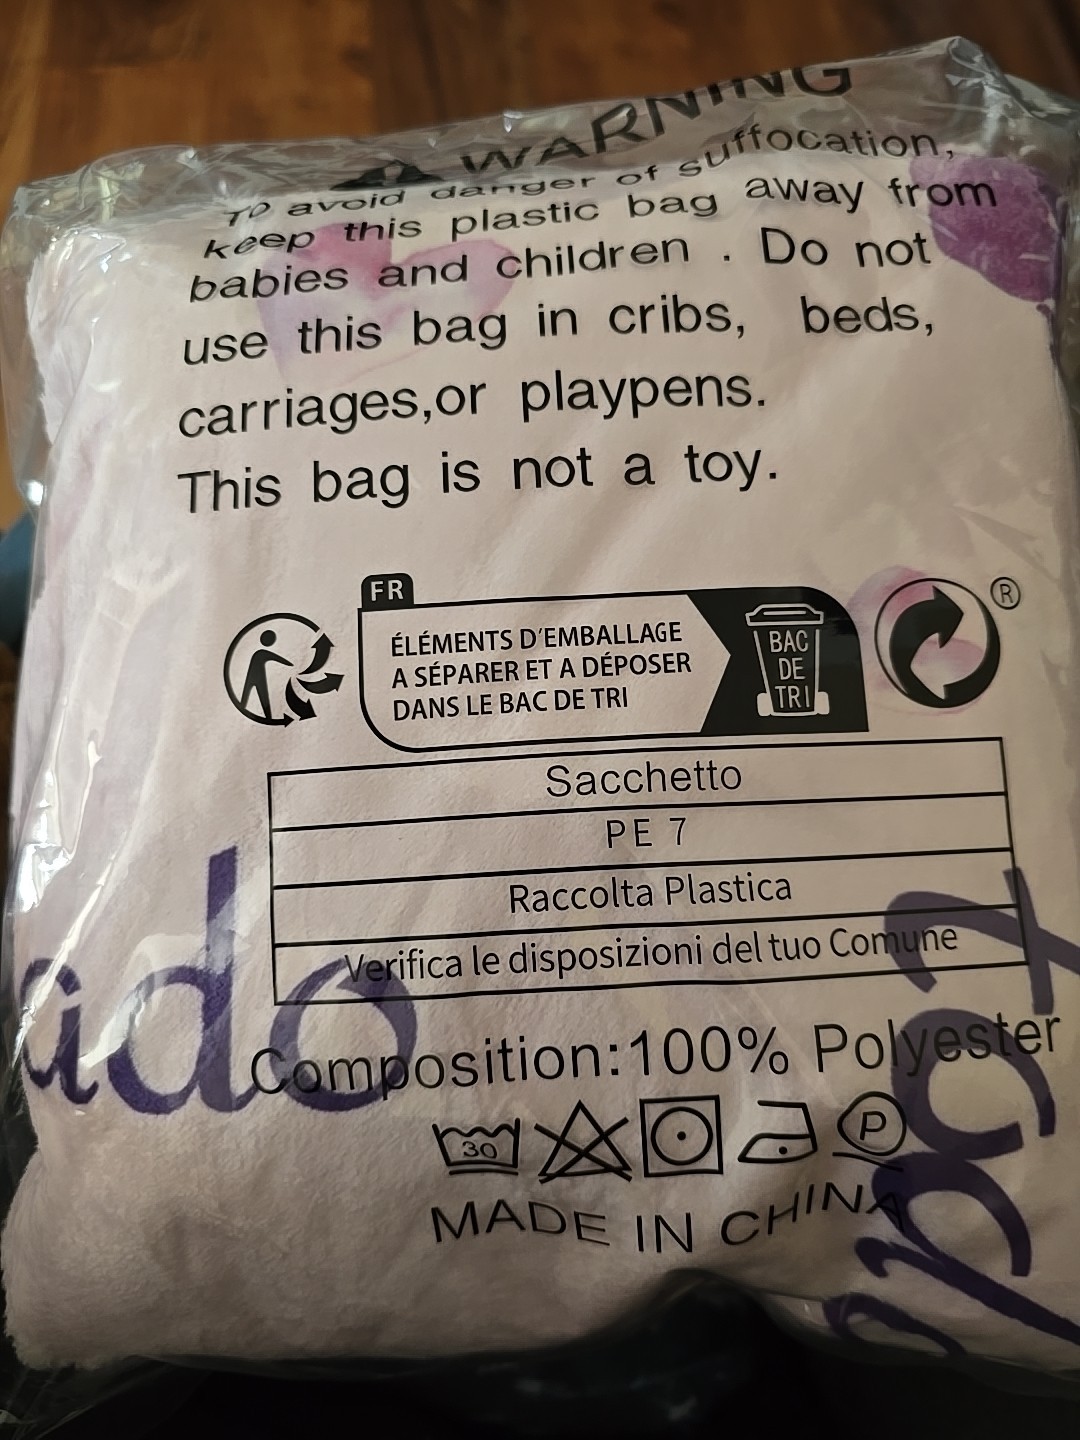 WARNING
To avoid danger of suffocation,
keep this plastic bag away from
babies and children . Do not
use this bag in cribs, beds,
carriages,or playpens.
This bag is not a toy.
FR
ÉLÉMENTS D'EMBALLAGE
A SÉPARER ET A DÉPOSER
DANS LE BAC DE TRI
BAC
DE
TRI
®
Sacchetto
PE 7
Raccolta Plastica
Verifica le disposizioni del tuo Comune
Composition:100% Polyester
30
P
MADE IN CHINA